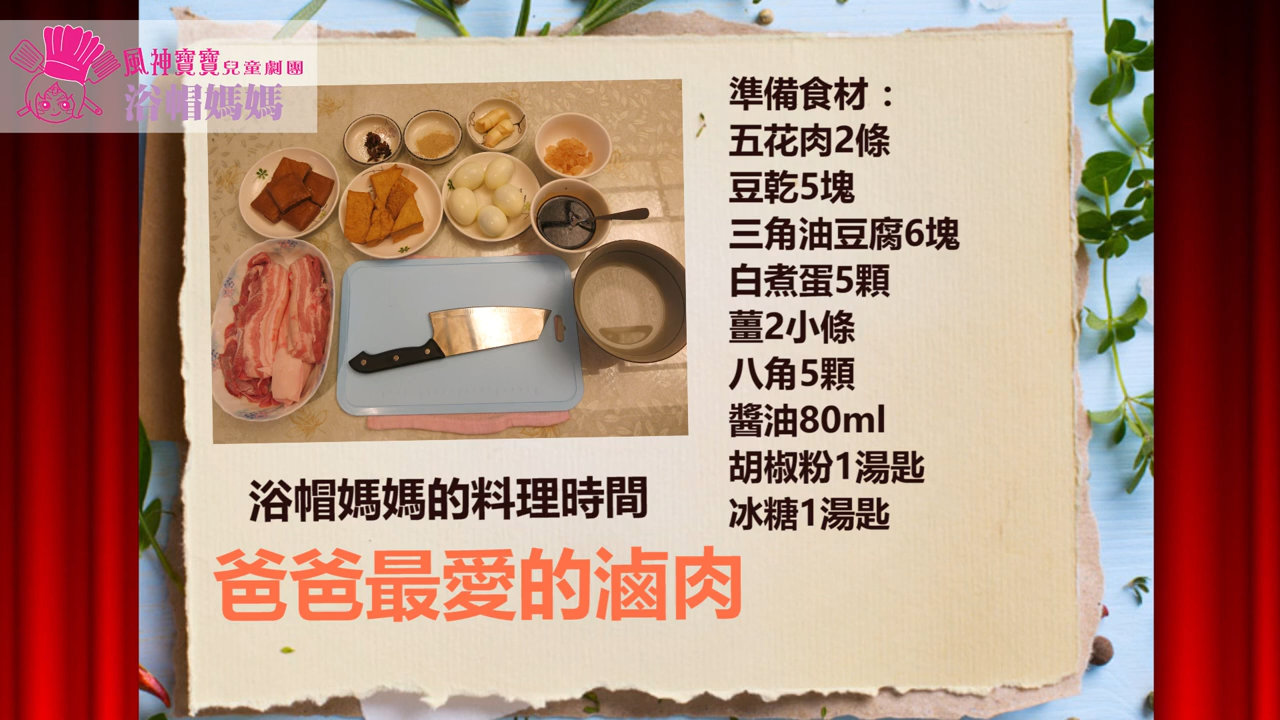 風神寶寶兒童劇團
浴帽媽媽
準備食材：
五花肉2條
豆乾5塊
三角油豆腐6塊
白煮蛋5顆
薑2小條
八角5顆
醬油80ml
胡椒粉1湯匙
冰糖1湯匙
浴帽媽媽的料理時間
爸爸最愛的滷肉